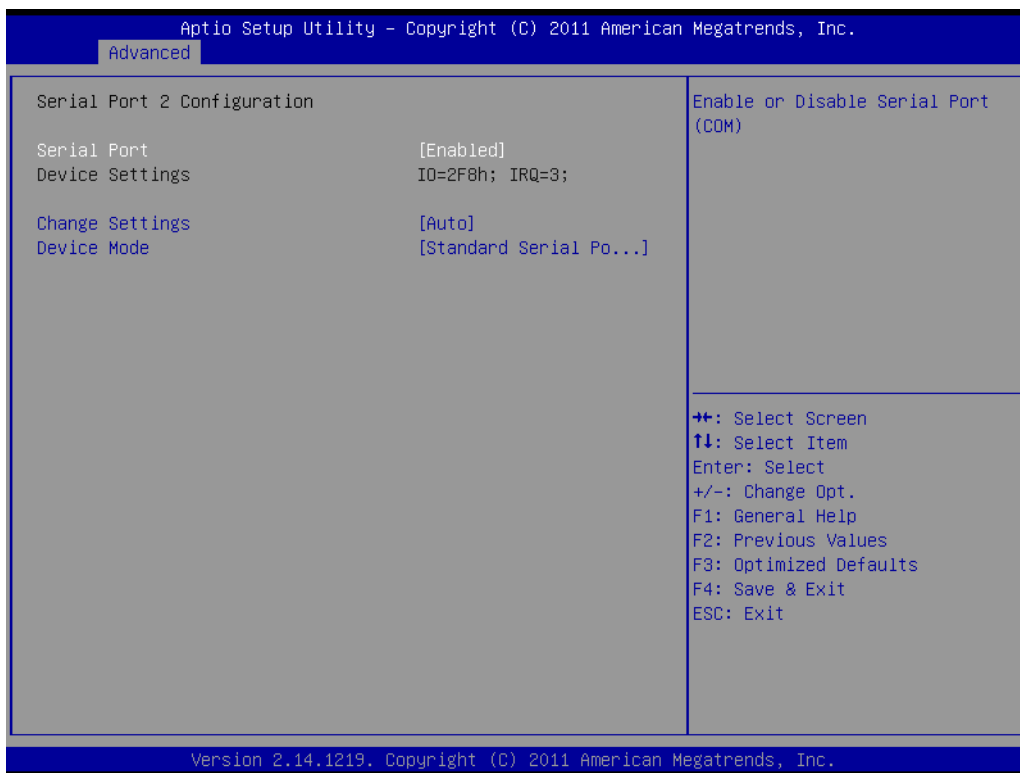 Aptio Setup Utility – Copyright (C) 2011 American Megatrends, Inc.
Advanced
Serial Port 2 Configuration
Serial Port [Enabled]
Device Settings IO=2F8h; IRQ=3;
Change Settings [Auto]
Device Mode [Standard Serial Po...]
Enable or Disable Serial Port
(COM)
→←: Select Screen
↑↓: Select Item
Enter: Select
+/-: Change Opt.
F1: General Help
F2: Previous Values
F3: Optimized Defaults
F4: Save & Exit
ESC: Exit
Version 2.14.1219. Copyright (C) 2011 American Megatrends, Inc.